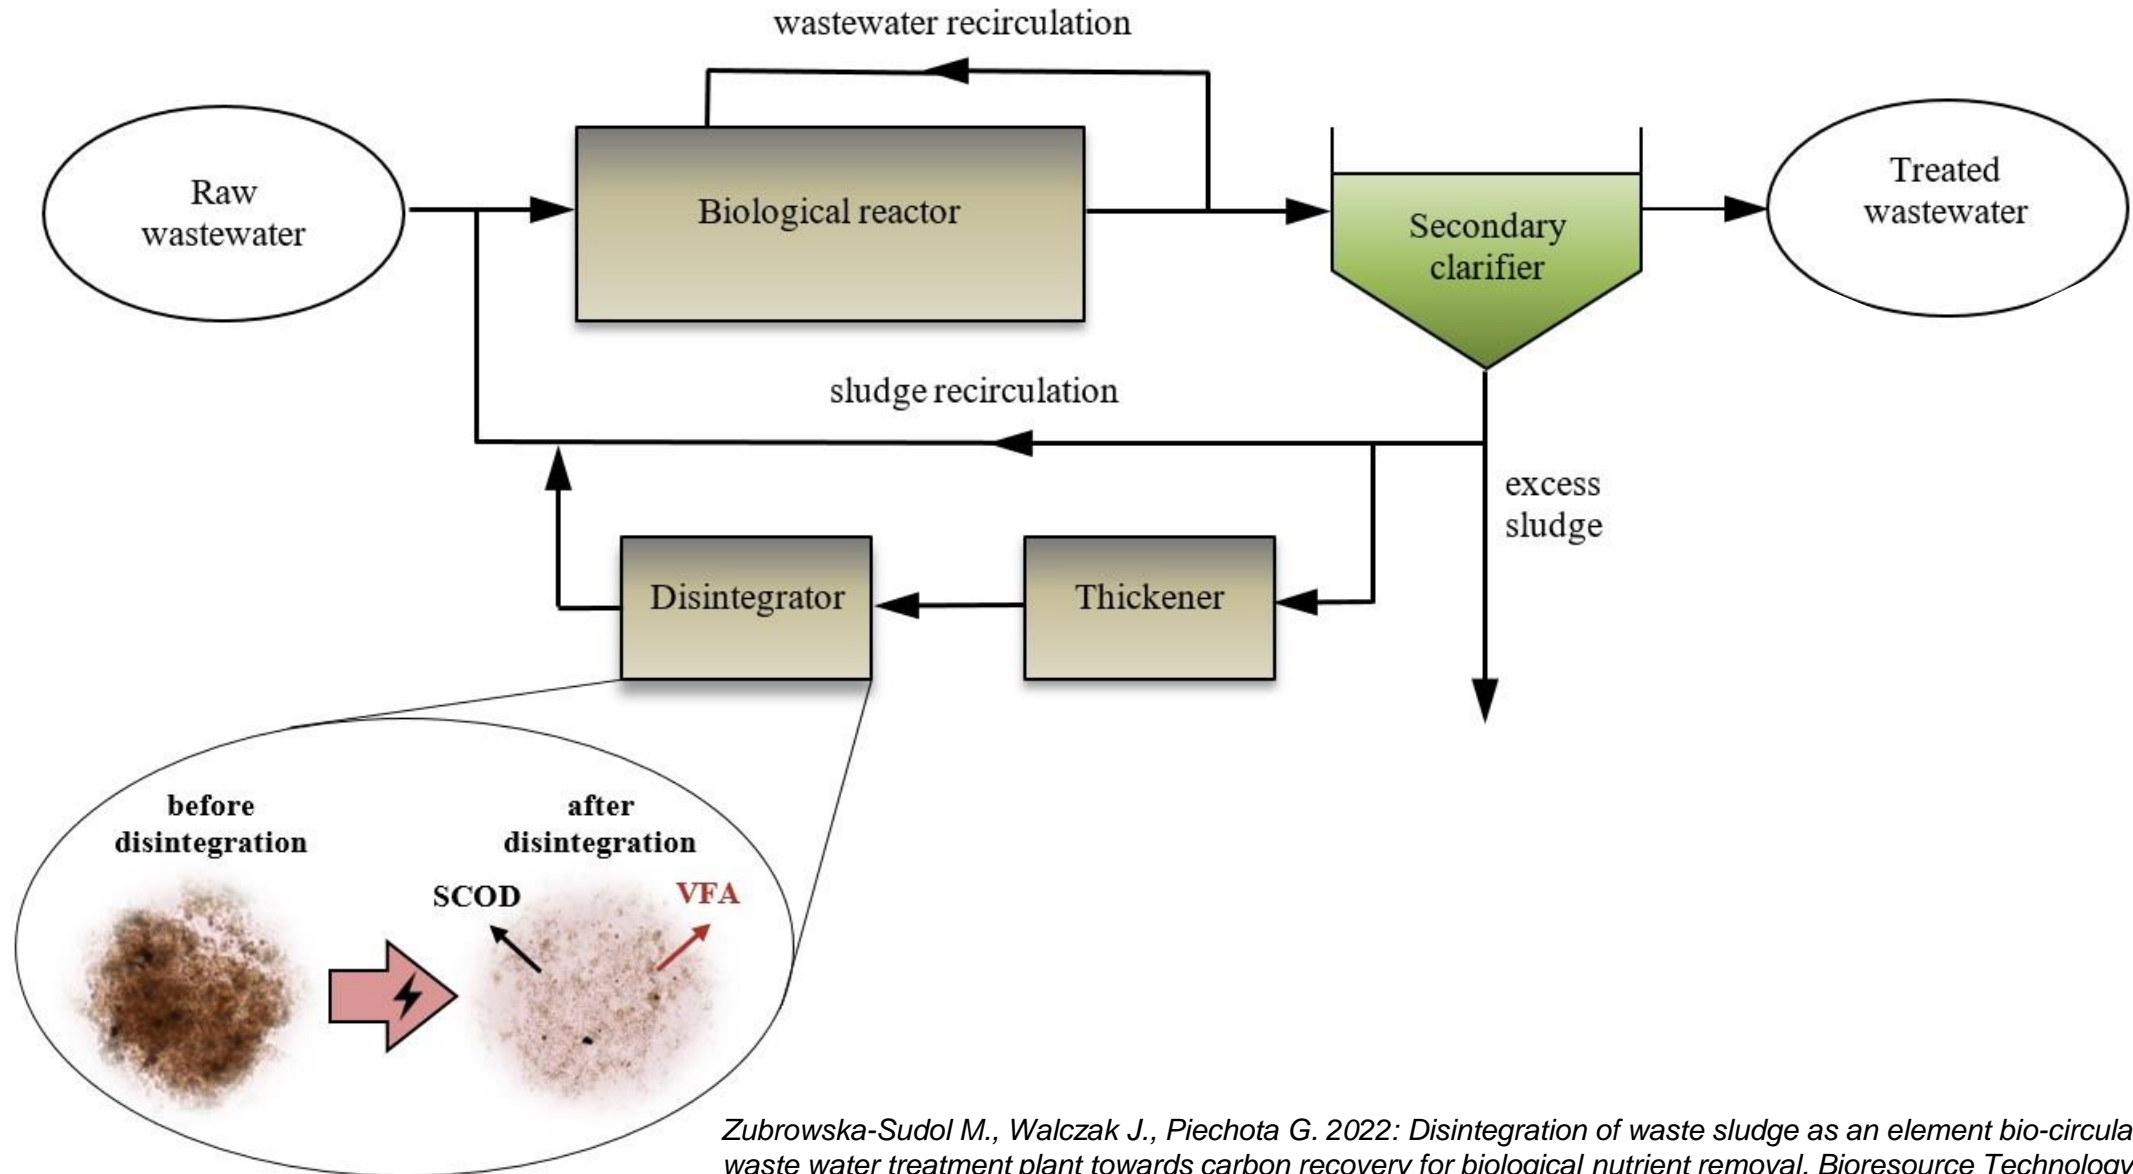 wastewater recirculation
Raw
wastewater
Biological reactor
Secondary
clarifier
Treated
wastewater
sludge recirculation
excess
sludge
Disintegrator
Thickener
before
disintegration
after
disintegration
SCOD
VFA
Zubrowska-Sudol M., Walczak J., Piechota G. 2022: Disintegration of waste sludge as an element bio-circula
waste water treatment plant towards carbon recovery for biological nutrient removal. Bioresource Technology